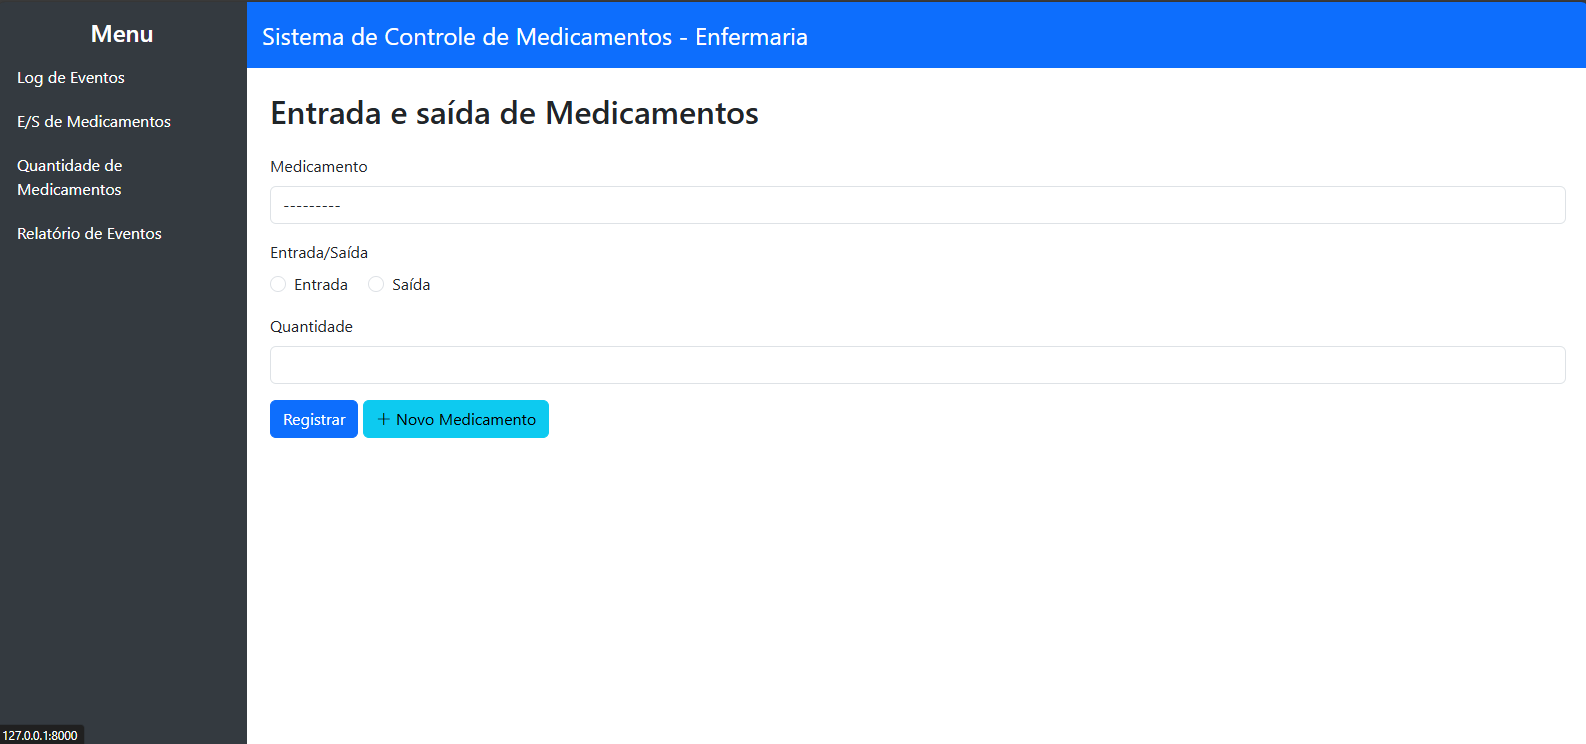 Menu
Log de Eventos
E/S de Medicamentos
Quantidade de
Medicamentos
Relatório de Eventos
127.0.0.1:8000
Sistema de Controle de Medicamentos - Enfermaria
Entrada e saída de Medicamentos
Medicamento
---------
Entrada/Saída
Entrada Saída
Quantidade
Registrar + Novo Medicamento